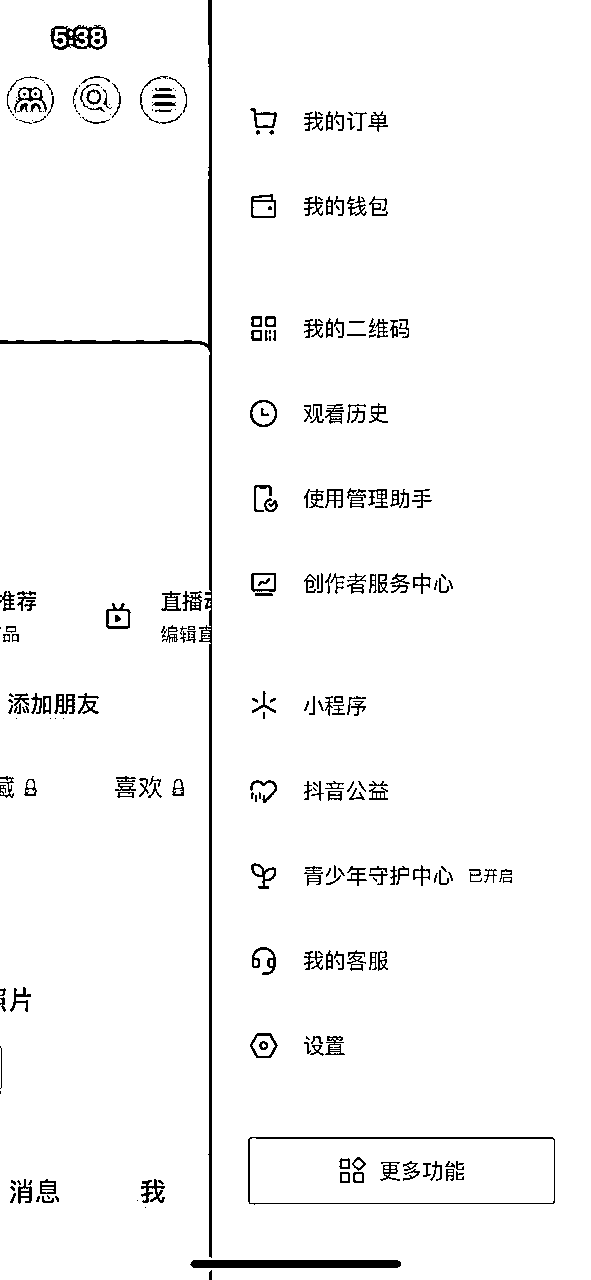 5:38
我的订单
我的钱包
我的二维码
观看历史
使用管理助手
创作者服务中心
推荐
直播
品
编辑直
添加朋友
小程序
藏
喜欢
抖音公益
青少年守护中心 已开启
我的客服
照片
设置
更多功能
消息
我